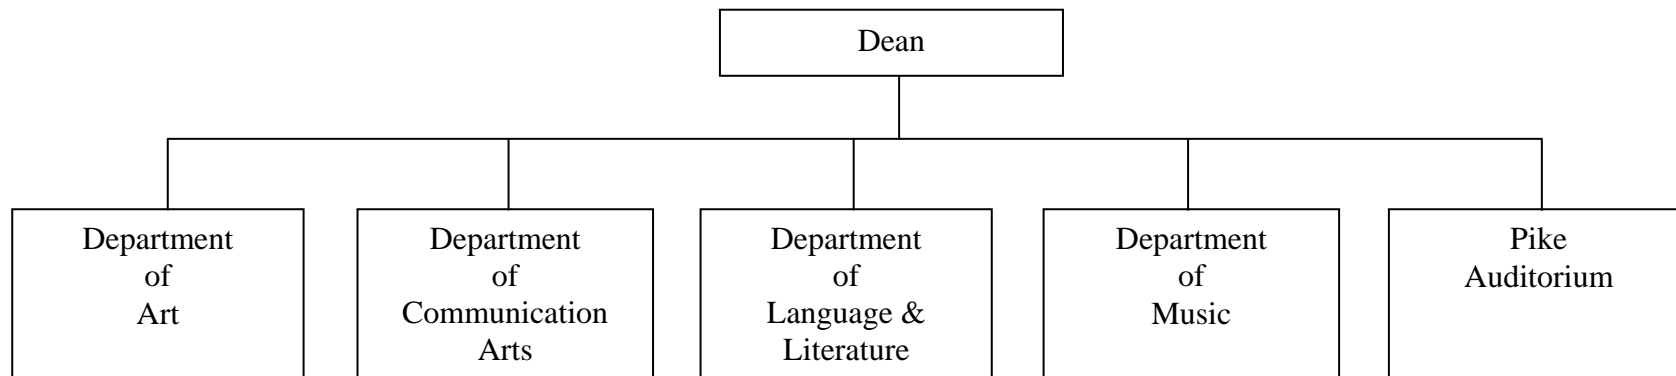 Dean
Department
of
Art
Department
of
Communication
Arts
Department
of
Language &
Literature
Department
of
Music
Pike
Auditorium